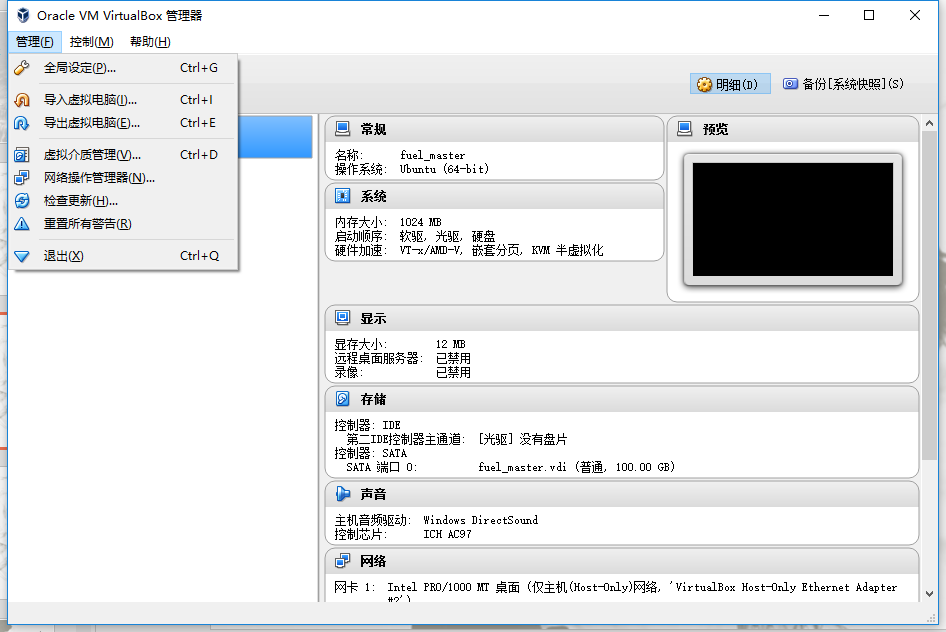 Oracle VM VirtualBox 管理器
管理(F) 控制(M) 帮助(H)
全局设定(P)... Ctrl+G
导入虚拟电脑(I)... Ctrl+I
导出虚拟电脑(E)... Ctrl+E
虚拟介质管理(V)... Ctrl+D
网络操作管理器(N)...
检查更新(H)...
重置所有警告(R)
退出(X) Ctrl+Q
明细(D) 备份[系统快照](S)
常规
名称: fuel_master
操作系统: Ubuntu (64-bit)
预览
系统
内存大小: 1024 MB
启动顺序: 软驱, 光驱, 硬盘
硬件加速: VT-x/AMD-V, 嵌套分页, KVM 半虚拟化
显示
显存大小: 12 MB
远程桌面服务器: 已禁用
录像: 已禁用
存储
控制器: IDE
第二IDE控制器主通道: [光驱] 没有盘片
控制器: SATA
SATA 端口 0: fuel_master.vdi (普通, 100.00 GB)
声音
主机音频驱动: Windows DirectSound
控制芯片: ICH AC97
网络
网卡 1: Intel PRO/1000 MT 桌面 (仅主机(Host-Only)网络, 'VirtualBox Host-Only Ethernet Adapter
#2')